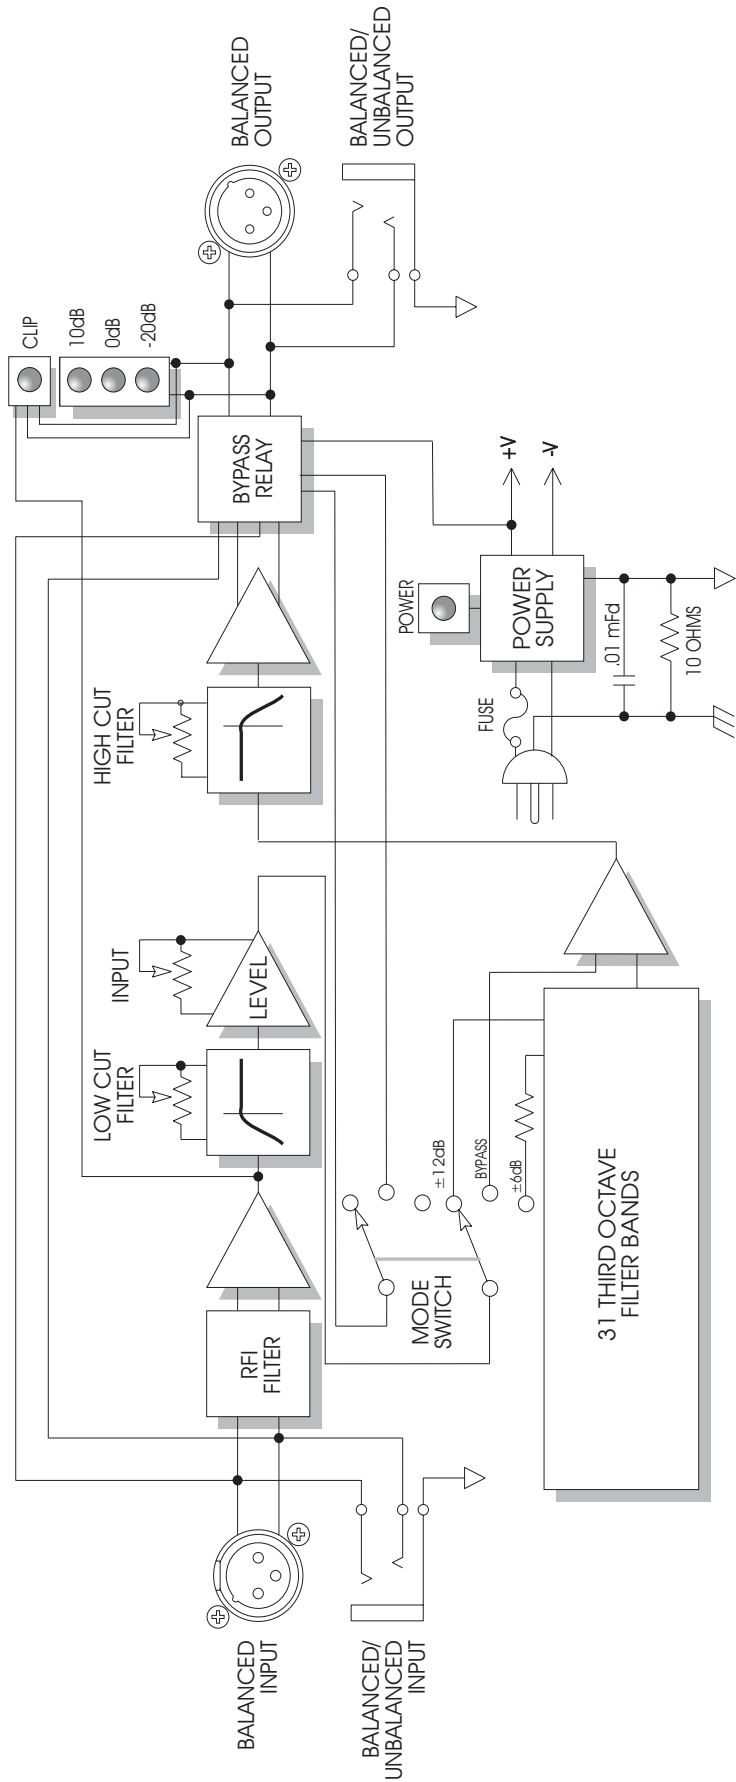 BALANCED
INPUT
BALANCED/
UNBALANCED
INPUT
RFI
FILTER
LOW CUT
FILTER
INPUT
LEVEL
HIGH CUT
FILTER
BYPASS
RELAY
CLIP
10dB
0dB
-20dB
BALANCED
OUTPUT
BALANCED/
UNBALANCED
OUTPUT
MODE
SWITCH
±12dB
BYPASS
±6dB
31 THIRD OCTAVE
FILTER BANDS
POWER
FUSE
POWER
SUPPLY
+V
-V
.01 mFd
10 OHMS